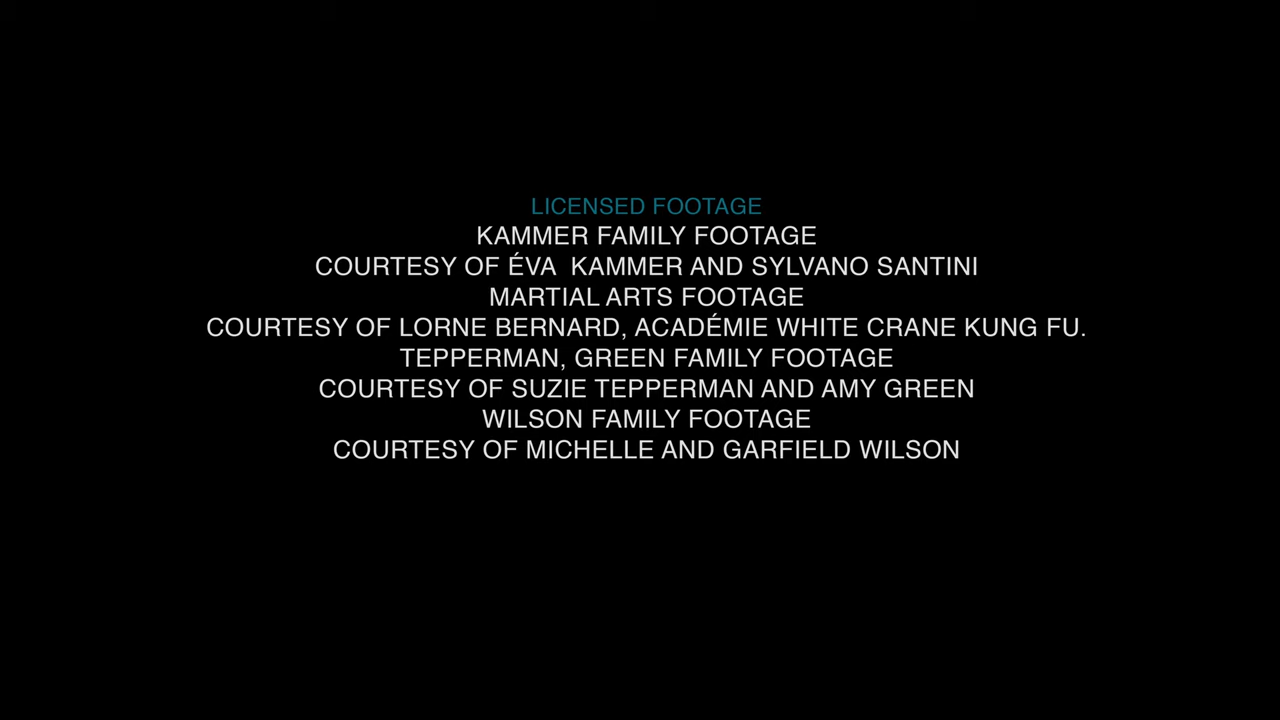 LICENSED FOOTAGE
KAMMER FAMILY FOOTAGE
COURTESY OF ÉVA  KAMMER AND SYLVANO SANTINI
MARTIAL ARTS FOOTAGE
COURTESY OF LORNE BERNARD, ACADÉMIE WHITE CRANE KUNG FU.
TEPPERMAN, GREEN FAMILY FOOTAGE
COURTESY OF SUZIE TEPPERMAN AND AMY GREEN
WILSON FAMILY FOOTAGE
COURTESY OF MICHELLE AND GARFIELD WILSON